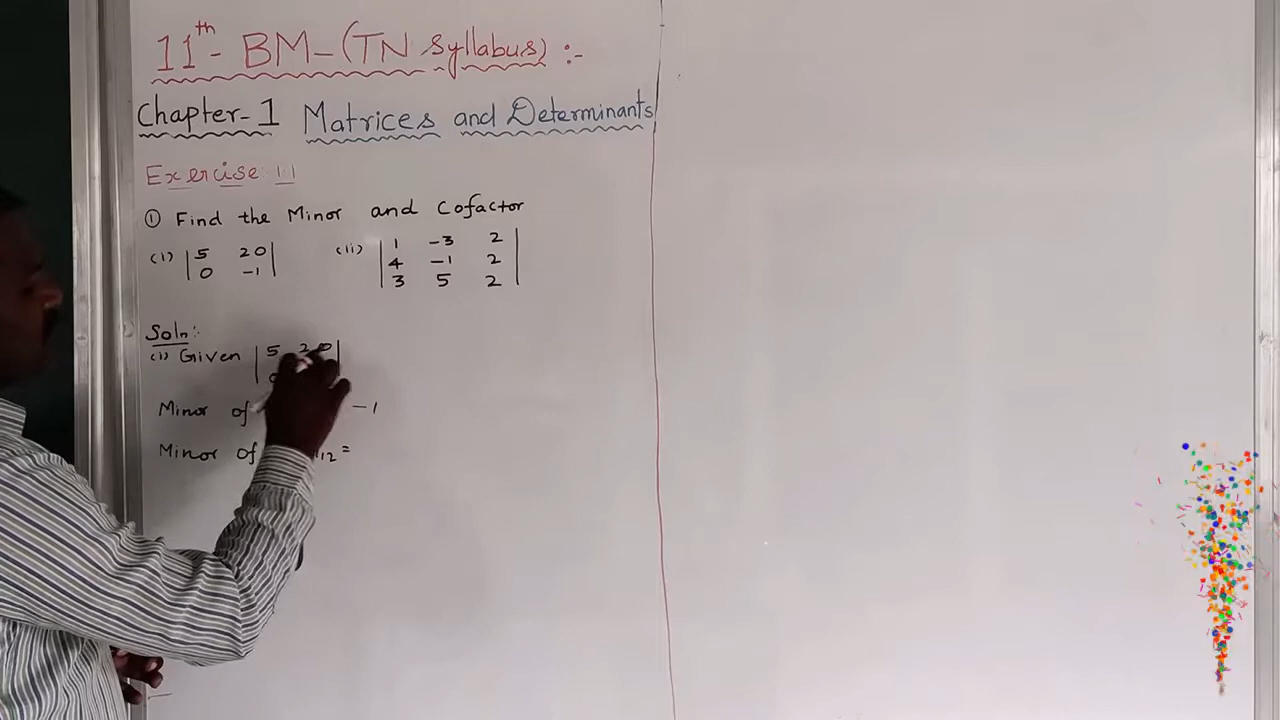 11th - BM - (TN Syllabus) :-
Chapter-1 Matrices and Determinants
Exercise 1.1
① Find the Minor and Cofactor
(i) | 5 20 | (ii) | 1 -3 2 |
| 0 -1 | | 4 -1 2 |
| 3 5 2 |
Soln:-
(i) Given | 5 20 |
Minor of -1
Minor of 12 =